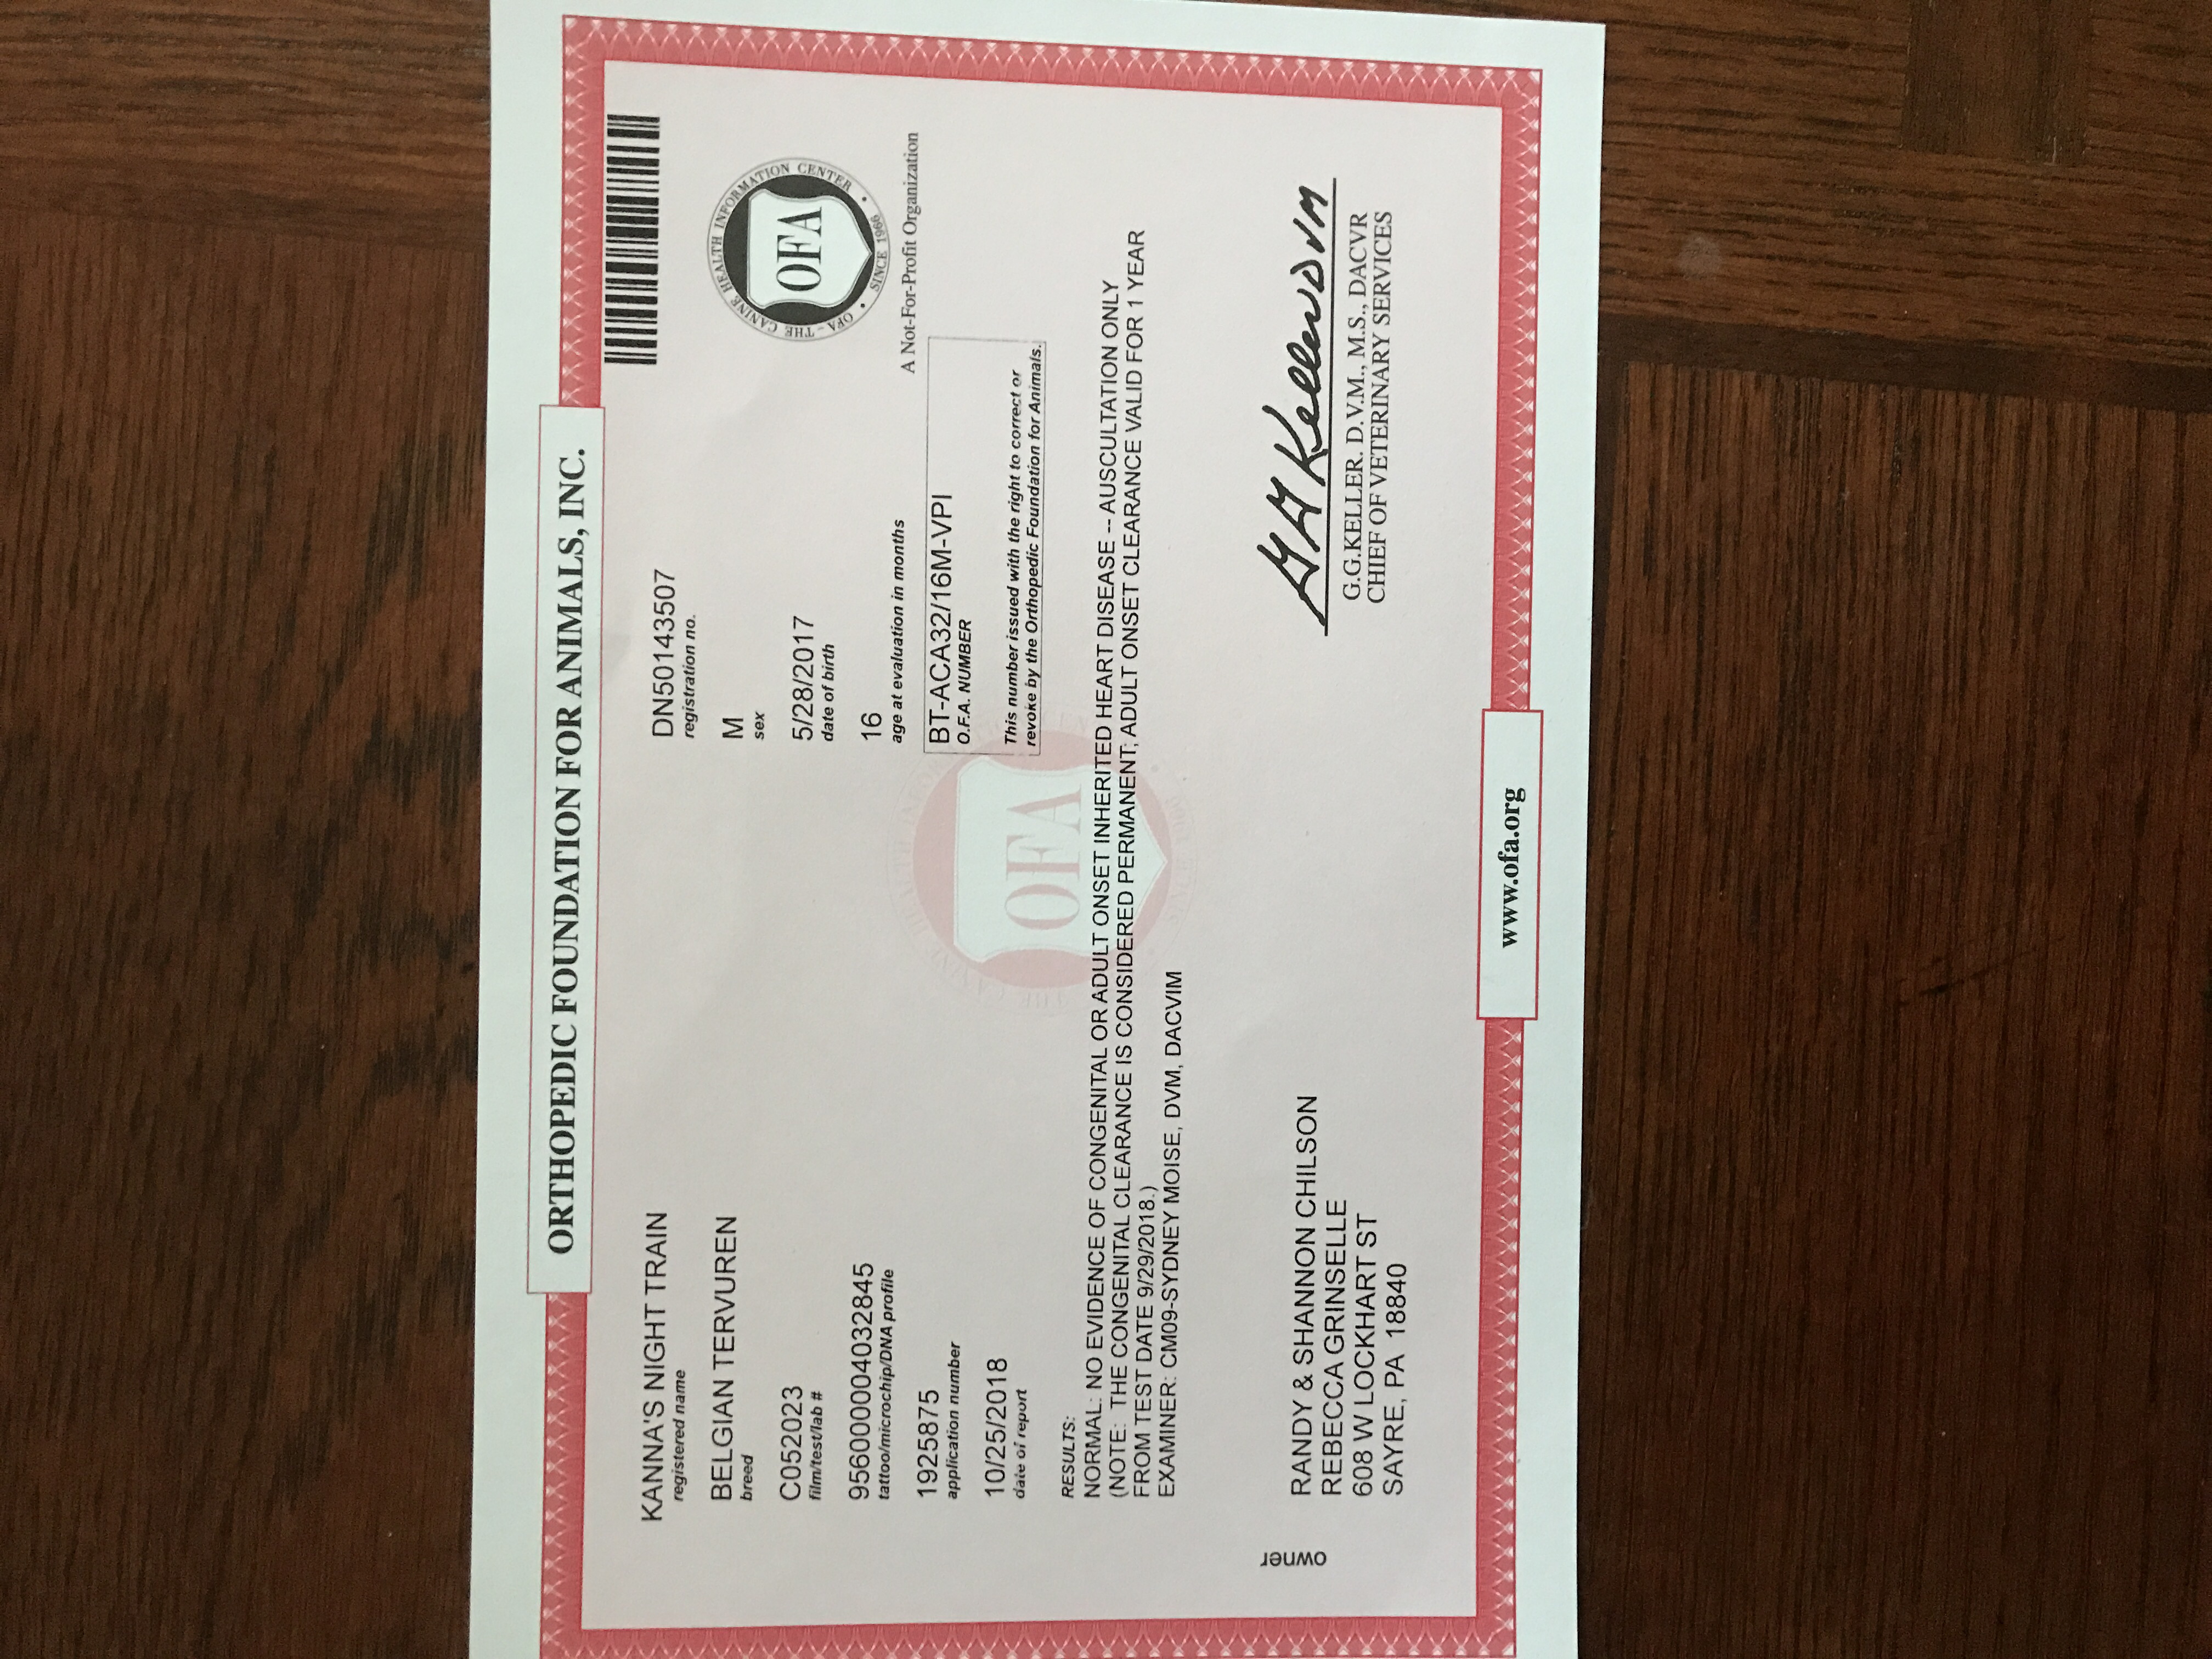 ORTHOPEDIC FOUNDATION FOR ANIMALS, INC.
KANNA'S NIGHT TRAIN
registered name
BELGIAN TERVUREN
breed
C052023
film/test/lab #
956000004032845
tattoo/microchip/DNA profile
1925875
application number
10/25/2018
date of report
DN50143507
registration no.
M
sex
5/28/2017
date of birth
16
age at evaluation in months
BT-ACA32/16M-VPI
O.F.A. NUMBER
This number issued with the right to correct or
revoke by the Orthopedic Foundation for Animals.
OFA - THE CANINE HEALTH INFORMATION CENTER
OFA
SINCE 1966
A Not-For-Profit Organization
OFA
RESULTS:
NORMAL: NO EVIDENCE OF CONGENITAL OR ADULT ONSET INHERITED HEART DISEASE -- AUSCULTATION ONLY
(NOTE: THE CONGENITAL CLEARANCE IS CONSIDERED PERMANENT; ADULT ONSET CLEARANCE VALID FOR 1 YEAR
FROM TEST DATE 9/29/2018.)
EXAMINER: CM09-SYDNEY MOISE, DVM, DACVIM
owner
RANDY & SHANNON CHILSON
REBECCA GRINSELLE
608 W LOCKHART ST
SAYRE, PA 18840
GG Keller DVM
G.G.KELLER. D.V.M., M.S., DACVR
CHIEF OF VETERINARY SERVICES
www.ofa.org